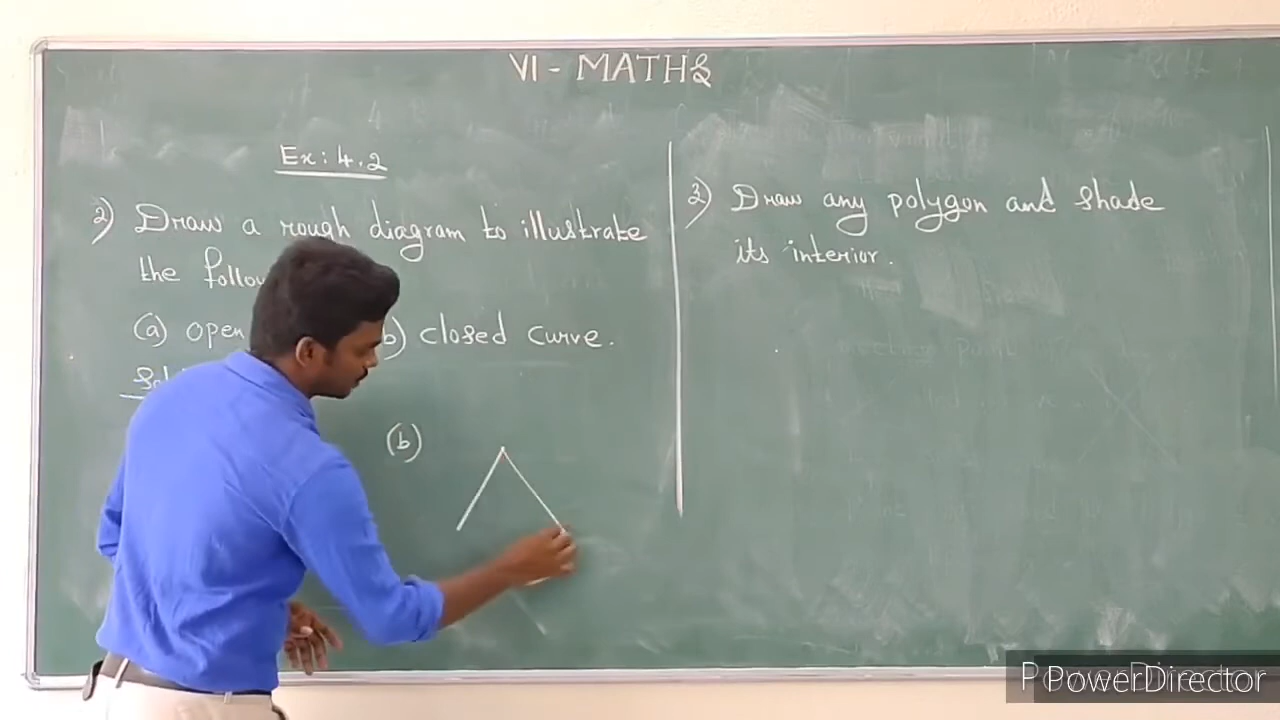 VI - MATHS
Ex: 4.2
2) Draw a rough diagram to illustrate
the
(a) open b) closed curve.
(b)
3) Draw any polygon and shade
its interior.
PowerDirector